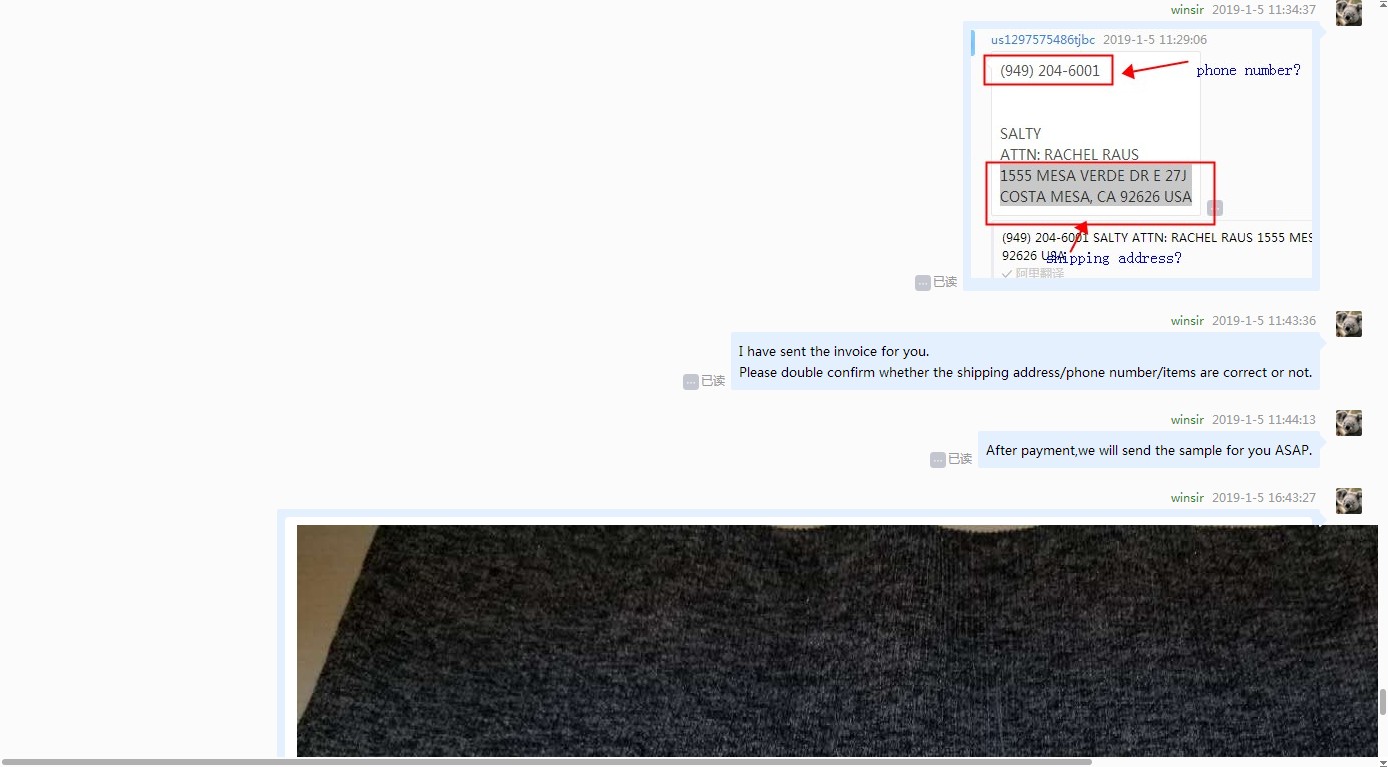 winsir 2019-1-5 11:34:37
us1297575486tjbc 2019-1-5 11:29:06
(949) 204-6001
phone number?
SALTY
ATTN: RACHEL RAUS
1555 MESA VERDE DR E 27J
COSTA MESA, CA 92626 USA
(949) 204-6001 SALTY ATTN: RACHEL RAUS 1555 MES
92626 USA
shipping address?
阿里翻译
已读
winsir 2019-1-5 11:43:36
I have sent the invoice for you.
Please double confirm whether the shipping address/phone number/items are correct or not.
已读
winsir 2019-1-5 11:44:13
After payment,we will send the sample for you ASAP.
已读
winsir 2019-1-5 16:43:27